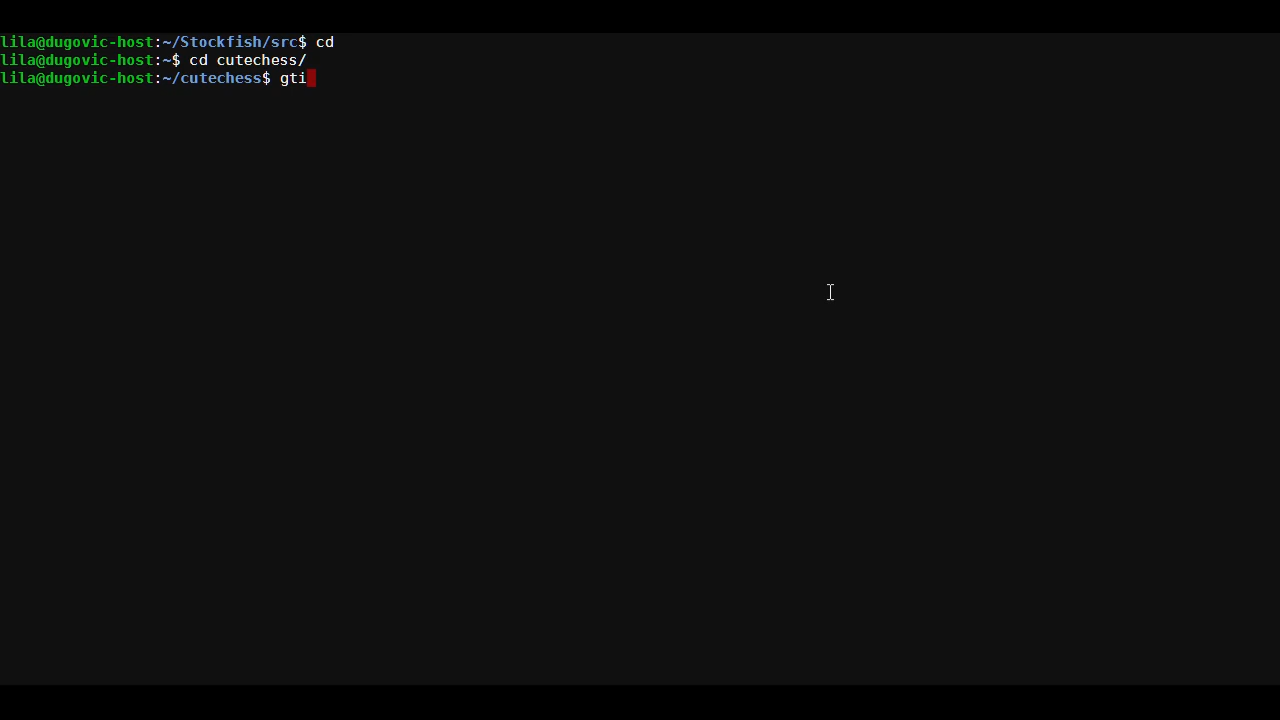 lila@dugovic-host:~/Stockfish/src$ cd
lila@dugovic-host:~$ cd cutechess/
lila@dugovic-host:~/cutechess$ gti